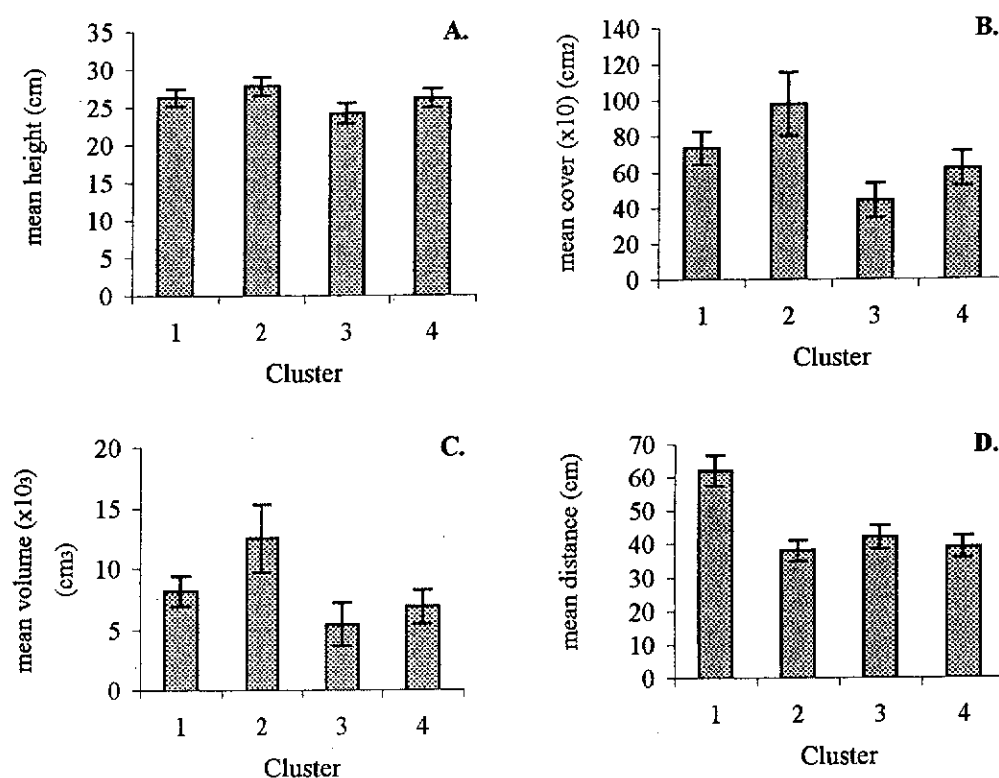 A.
mean height (cm)
35
30
25
20
15
10
5
0
1 2 3 4
Cluster
B.
mean cover (x10) (cm2)
140
120
100
80
60
40
20
0
1 2 3 4
Cluster
C.
mean volume (x103)
(cm3)
20
15
10
5
0
1 2 3 4
Cluster
D.
mean distance (cm)
70
60
50
40
30
20
10
0
1 2 3 4
Cluster